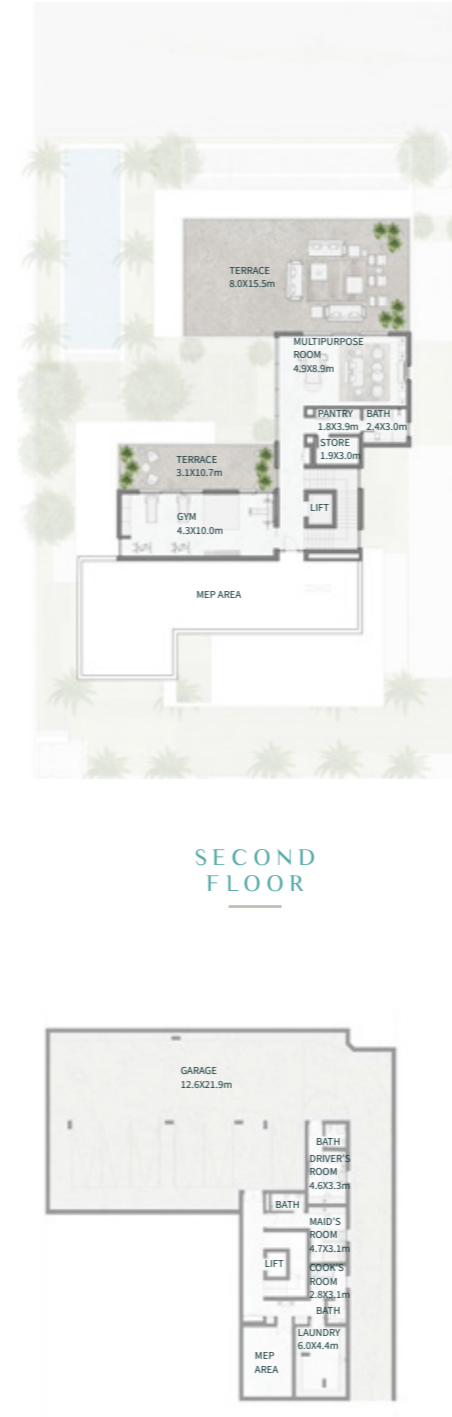 TERRACE
8.0X15.5m
MULTIPURPOSE
ROOM
4.9X8.9m
PANTRY
1.8X3.9m
BATH
2.4X3.0m
STORE
1.9X3.0m
TERRACE
3.1X10.7m
LIFT
GYM
4.3X10.0m
MEP AREA
SECOND
FLOOR
GARAGE
12.6X21.9m
BATH
DRIVER'S
ROOM
4.6X3.3m
BATH
MAID'S
ROOM
4.7X3.1m
LIFT
COOK'S
ROOM
2.8X3.1m
BATH
LAUNDRY
6.0X4.4m
MEP
AREA